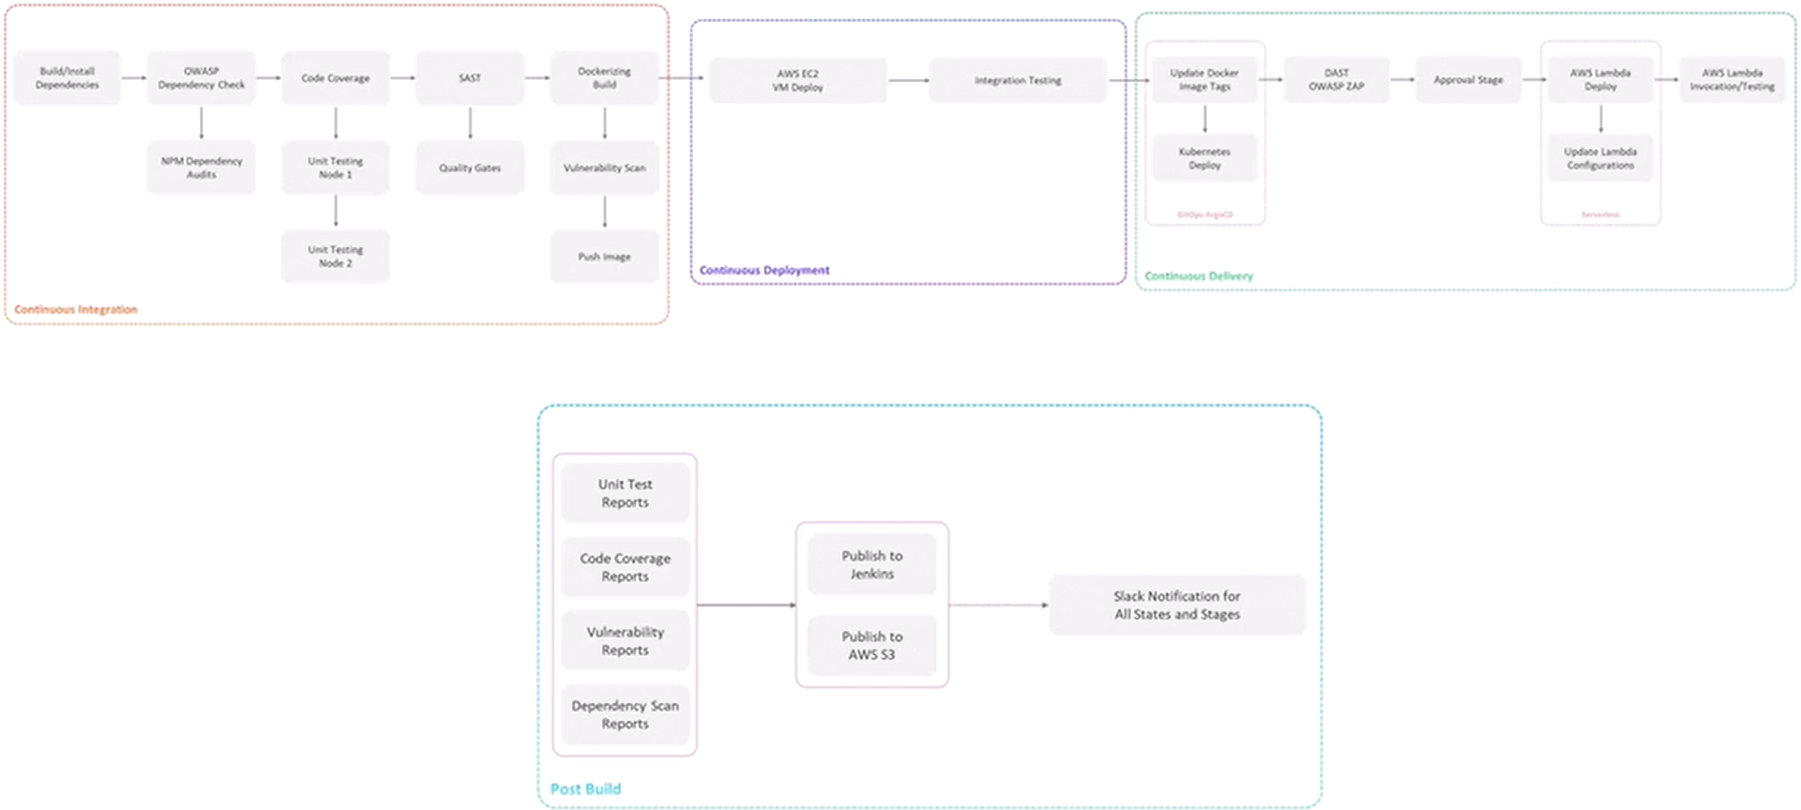 Build/Install
Dependencies
OWASP
Dependency Check
Code Coverage
SAST
Dockerizing
Build
NPM Dependency
Audits
Unit Testing
Node 1
Quality Gates
Vulnerability Scan
Unit Testing
Node 2
Push Image
Continuous Integration
AWS EC2
VM Deploy
Integration Testing
Continuous Deployment
Update Docker
Image Tags
DAST
OWASP ZAP
Approval Stage
AWS Lambda
Deploy
AWS Lambda
Invocation/Testing
Kubernetes
Deploy
Update Lambda
Configurations
GitOps-ArgoCD
Serverless
Continuous Delivery
Unit Test
Reports
Code Coverage
Reports
Vulnerability
Reports
Dependency Scan
Reports
Publish to
Jenkins
Publish to
AWS S3
Slack Notification for
All States and Stages
Post Build